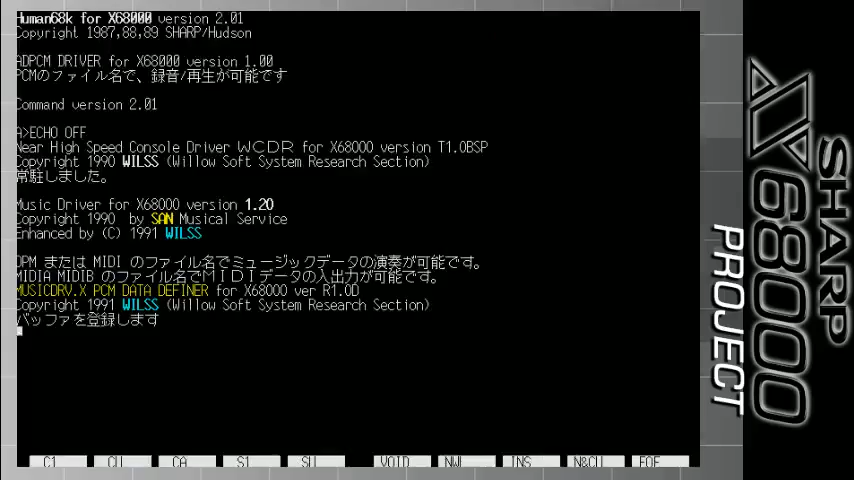 Human68k for X68000 version 2.01
Copyright 1987,88,89 SHARP/Hudson
ADPCM DRIVER for X68000 version 1.00
PCMのファイル名で、録音/再生が可能です
Command version 2.01
A>ECHO OFF
Near High Speed Console Driver ＷＣＤＲ for X68000 version T1.0BSP
Copyright 1990 WILSS (Willow Soft System Research Section)
常駐しました。
Music Driver for X68000 version 1.20
Copyright 1990 by SAN Musical Service
Enhanced by (C) 1991 WILSS
OPM または MIDI のファイル名でミュージックデータの演奏が可能です。
MIDIA MIDIB のファイル名でＭＩＤＩデータの入出力が可能です。
MUSICDRV.X PCM DATA DEFINER for X68000 ver R1.0D
Copyright 1991 WILSS (Willow Soft System Research Section)
バッファを登録します
C1 CU CA S1 SU VOID NWL INS N&CU EOF
SHARP
X68000
PROJECT